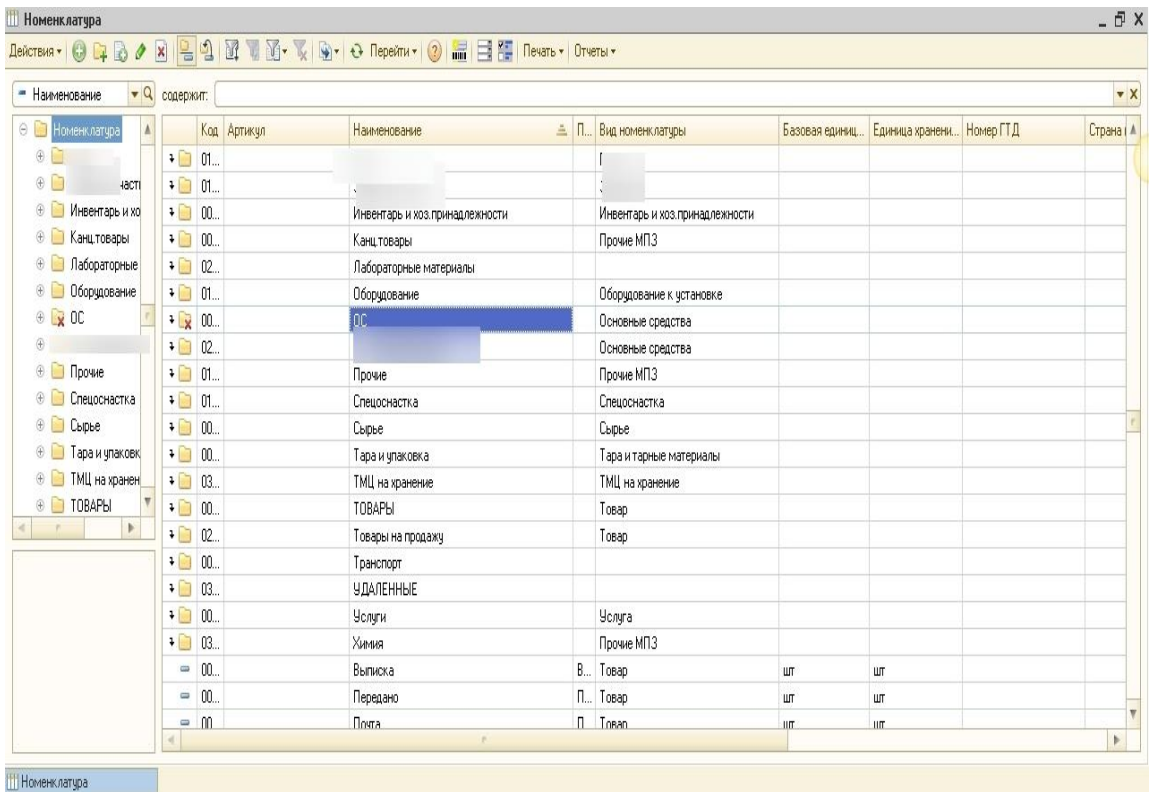 Номенклатура
Действия Перейти Печать Отчеты
Наименование содержит:
Номенклатура
части
Инвентарь и хо
Канц.товары
Лабораторные
Оборудование
ОС
Прочие
Спецоснастка
Сырье
Тара и упаковк
ТМЦ на хранен
ТОВАРЫ
Код Артикул Наименование П... Вид номенклатуры Базовая единиц... Единица хранени... Номер ГТД Страна
01...
01...
00... Инвентарь и хоз.принадлежности Инвентарь и хоз.принадлежности
00... Канц.товары Прочие МПЗ
02... Лабораторные материалы
01... Оборудование Оборудование к установке
00... ОС Основные средства
02... Основные средства
01... Прочие Прочие МПЗ
01... Спецоснастка Спецоснастка
00... Сырье Сырье
00... Тара и упаковка Тара и тарные материалы
03... ТМЦ на хранение ТМЦ на хранение
00... ТОВАРЫ Товар
02... Товары на продажу Товар
00... Транспорт
03... УДАЛЕННЫЕ
00... Услуги Услуга
03... Химия Прочие МПЗ
00... Выписка В... Товар шт шт
00... Передано П... Товар шт шт
00 Почта П Товар шт шт
Номенклатура